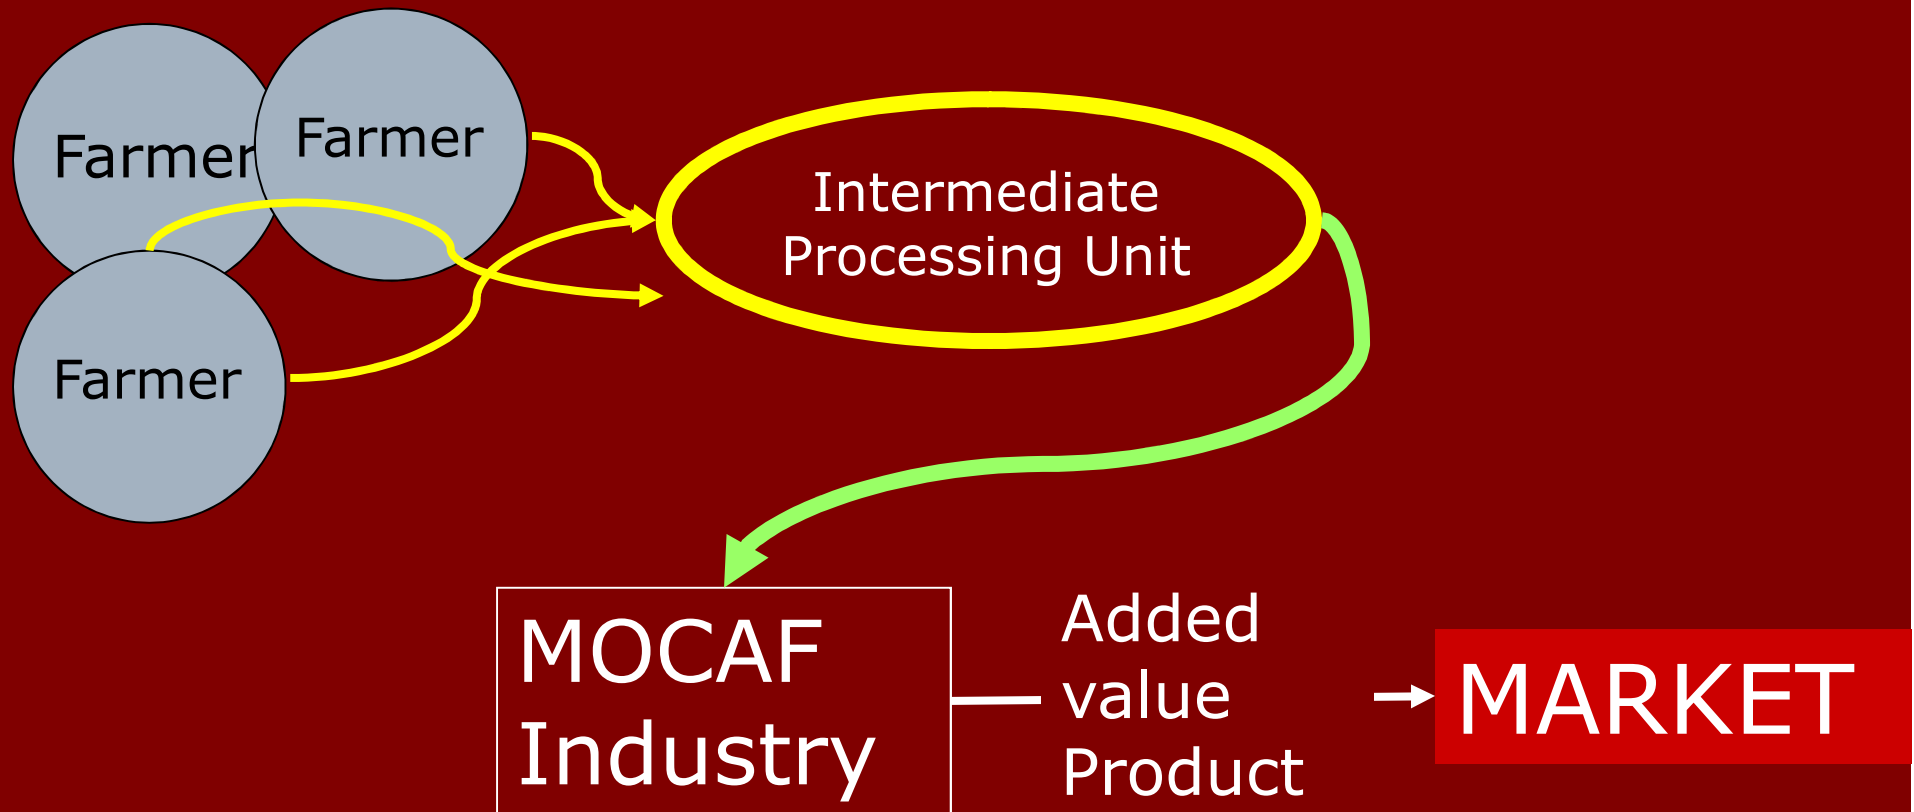 Farmer
Farmer
Farmer
Intermediate
Processing Unit
MOCAF
Industry
Added
value
Product
MARKET